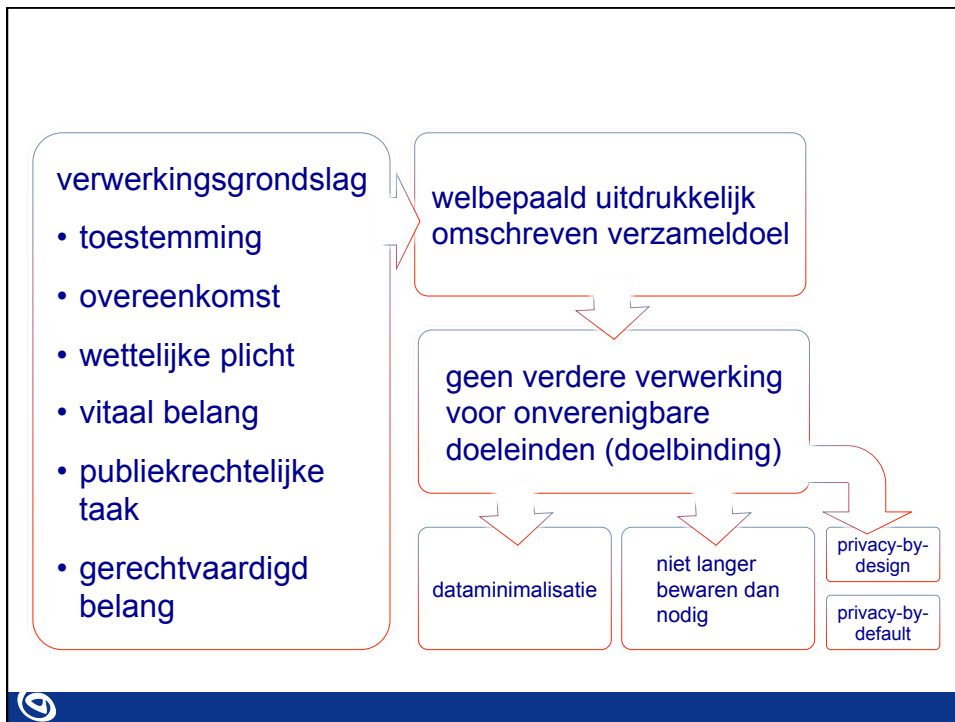 verwerkingsgrondslag
• toestemming
• overeenkomst
• wettelijke plicht
• vitaal belang
• publiekrechtelijke
taak
• gerechtvaardigd
belang
welbepaald uitdrukkelijk
omschreven verzameldoel
geen verdere verwerking
voor onverenigbare
doeleinden (doelbinding)
dataminimalisatie
niet langer
bewaren dan
nodig
privacy-by-
design
privacy-by-
default